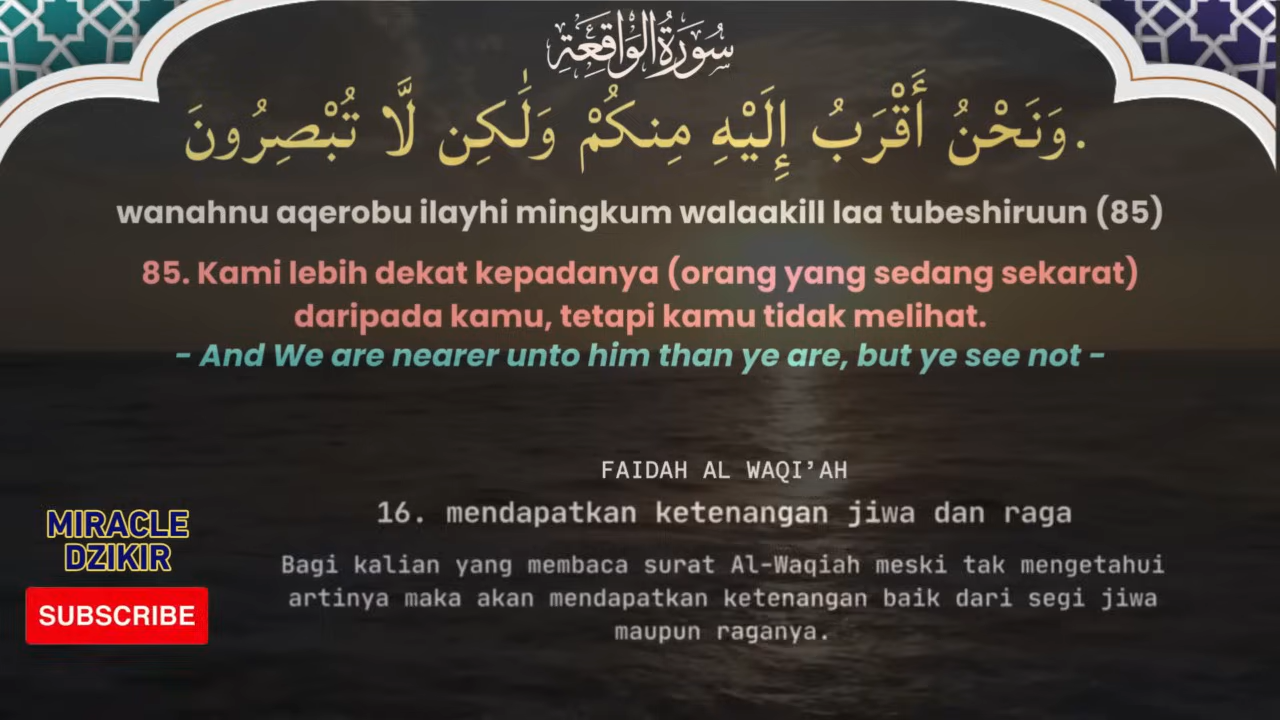 سُورَةُ الْوَاقِعَةِ
وَنَحْنُ أَقْرَبُ إِلَيْهِ مِنكُمْ وَلَٰكِن لَّا تُبْصِرُونَ.
wanahnu aqerobu ilayhi mingkum walaakill laa tubeshiruun (85)
85. Kami lebih dekat kepadanya (orang yang sedang sekarat)
daripada kamu, tetapi kamu tidak melihat.
- And We are nearer unto him than ye are, but ye see not -
FAIDAH AL WAQI’AH
16. mendapatkan ketenangan jiwa dan raga
Bagi kalian yang membaca surat Al-Waqiah meski tak mengetahui
artinya maka akan mendapatkan ketenangan baik dari segi jiwa
maupun raganya.
MIRACLE
DZIKIR
SUBSCRIBE